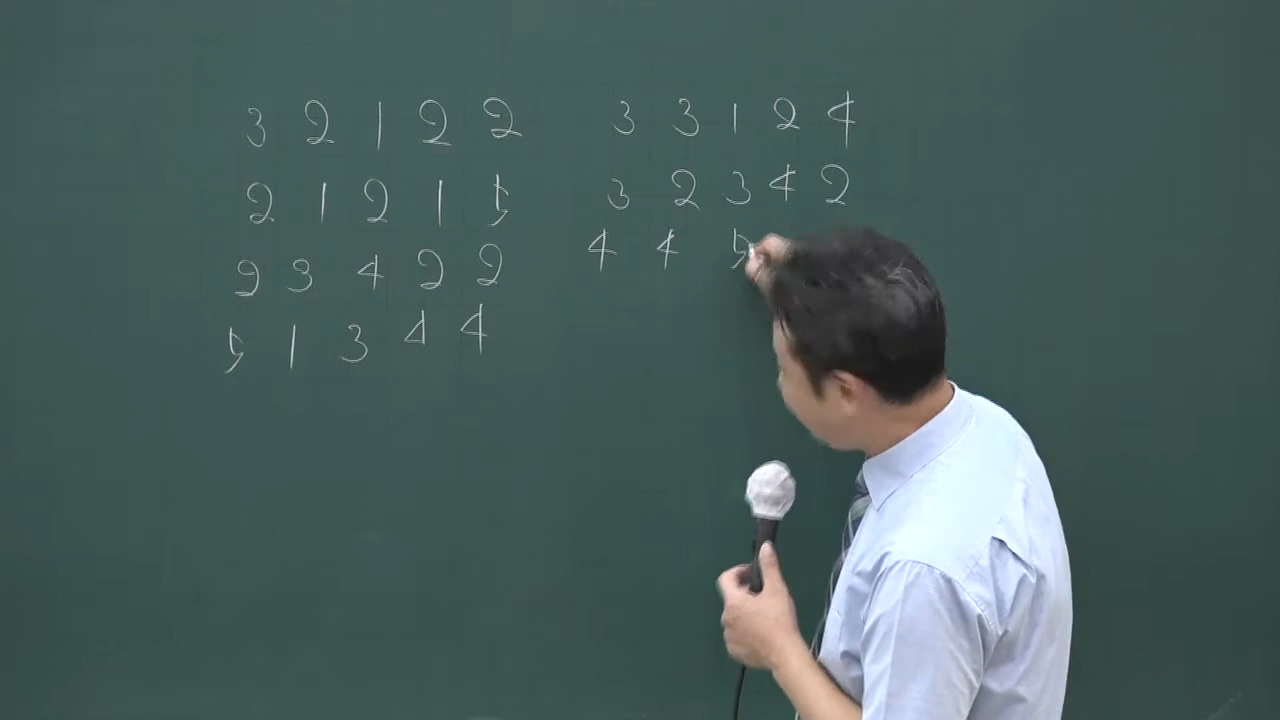 3 2 1 2 2
2 1 2 1 5
2 3 4 2 2
5 1 3 4 4
3 3 1 2 4
3 2 3 4 2
4 4 5